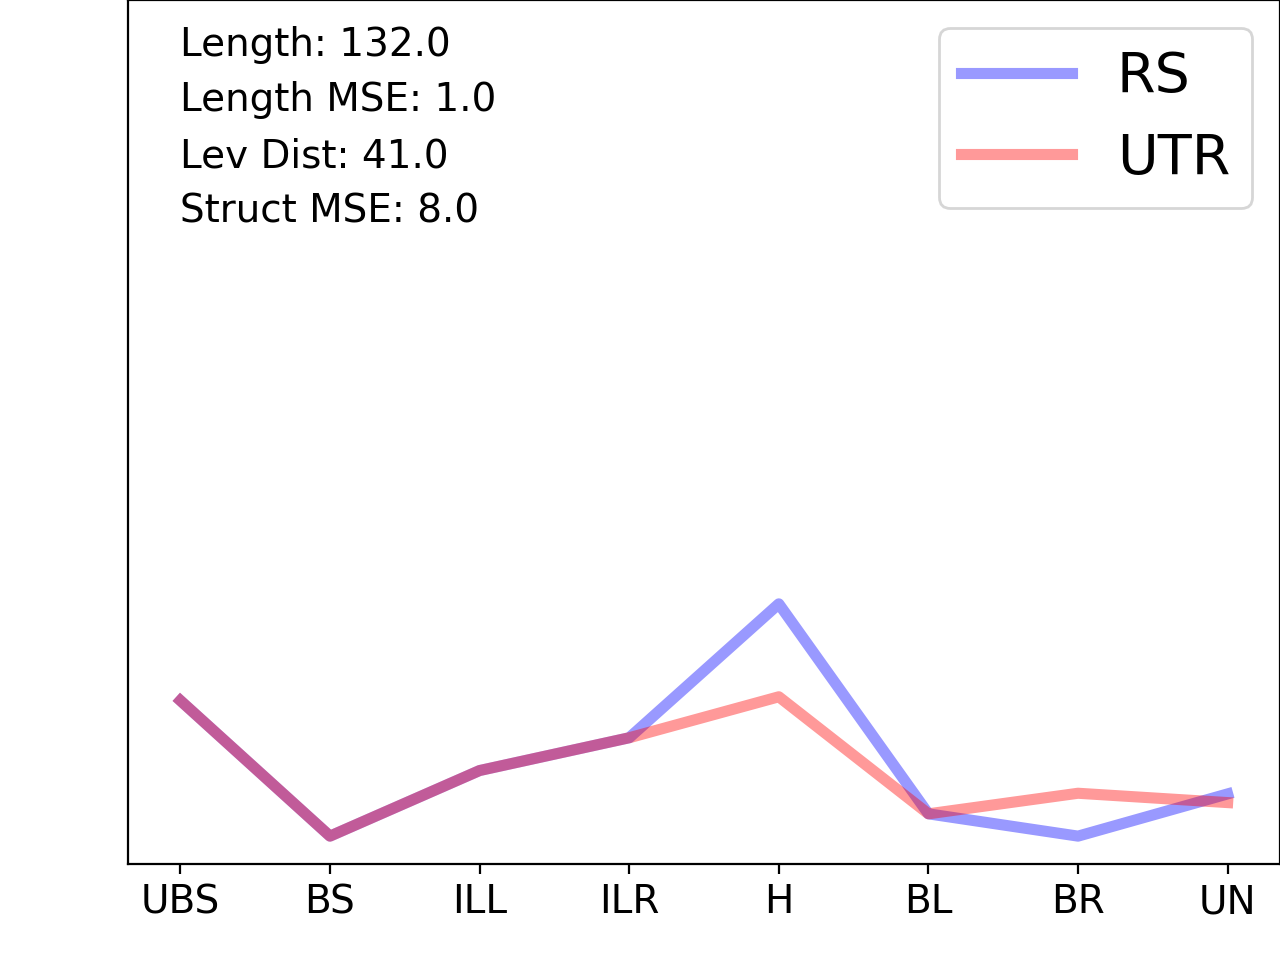 Length: 132.0
Length MSE: 1.0
Lev Dist: 41.0
Struct MSE: 8.0
RS
UTR
UBS BS ILL ILR H BL BR UN